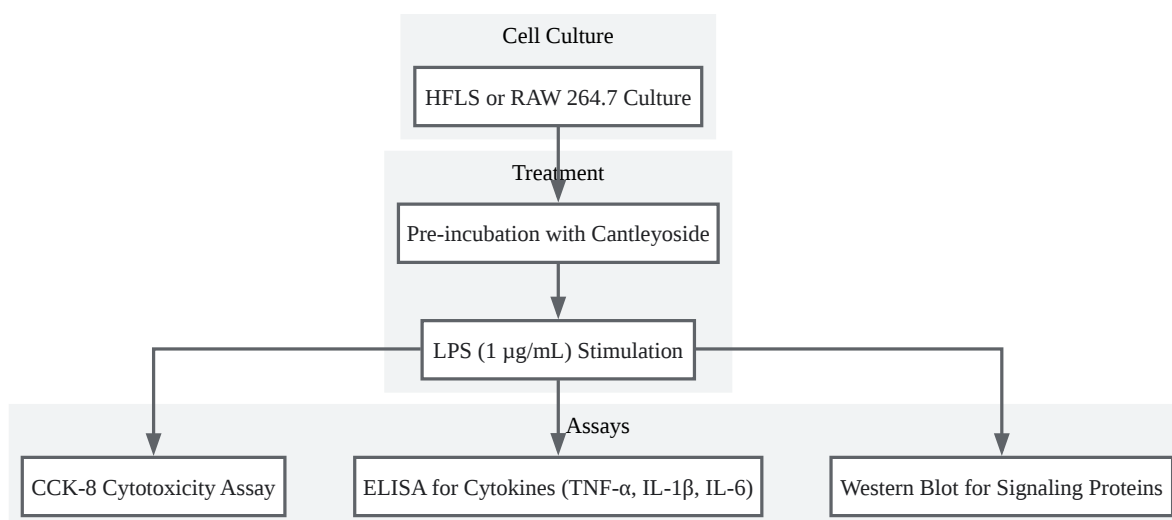 Cell Culture
HFLS or RAW 264.7 Culture
Treatment
Pre-incubation with Cantleyoside
LPS (1 µg/mL) Stimulation
Assays
CCK-8 Cytotoxicity Assay
ELISA for Cytokines (TNF-α, IL-1β, IL-6)
Western Blot for Signaling Proteins